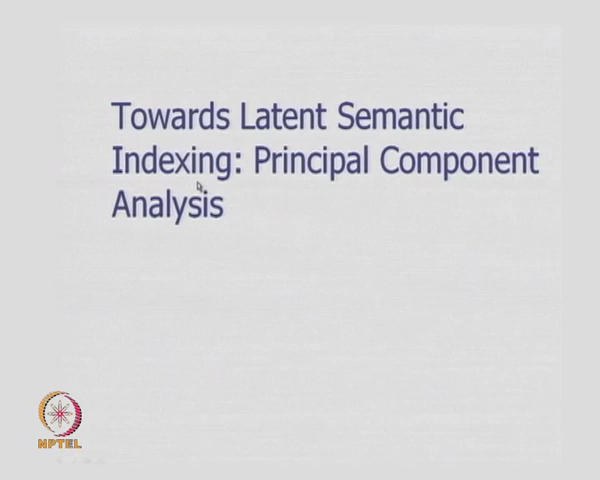 Towards Latent Semantic
Indexing: Principal Component
Analysis
NPTEL